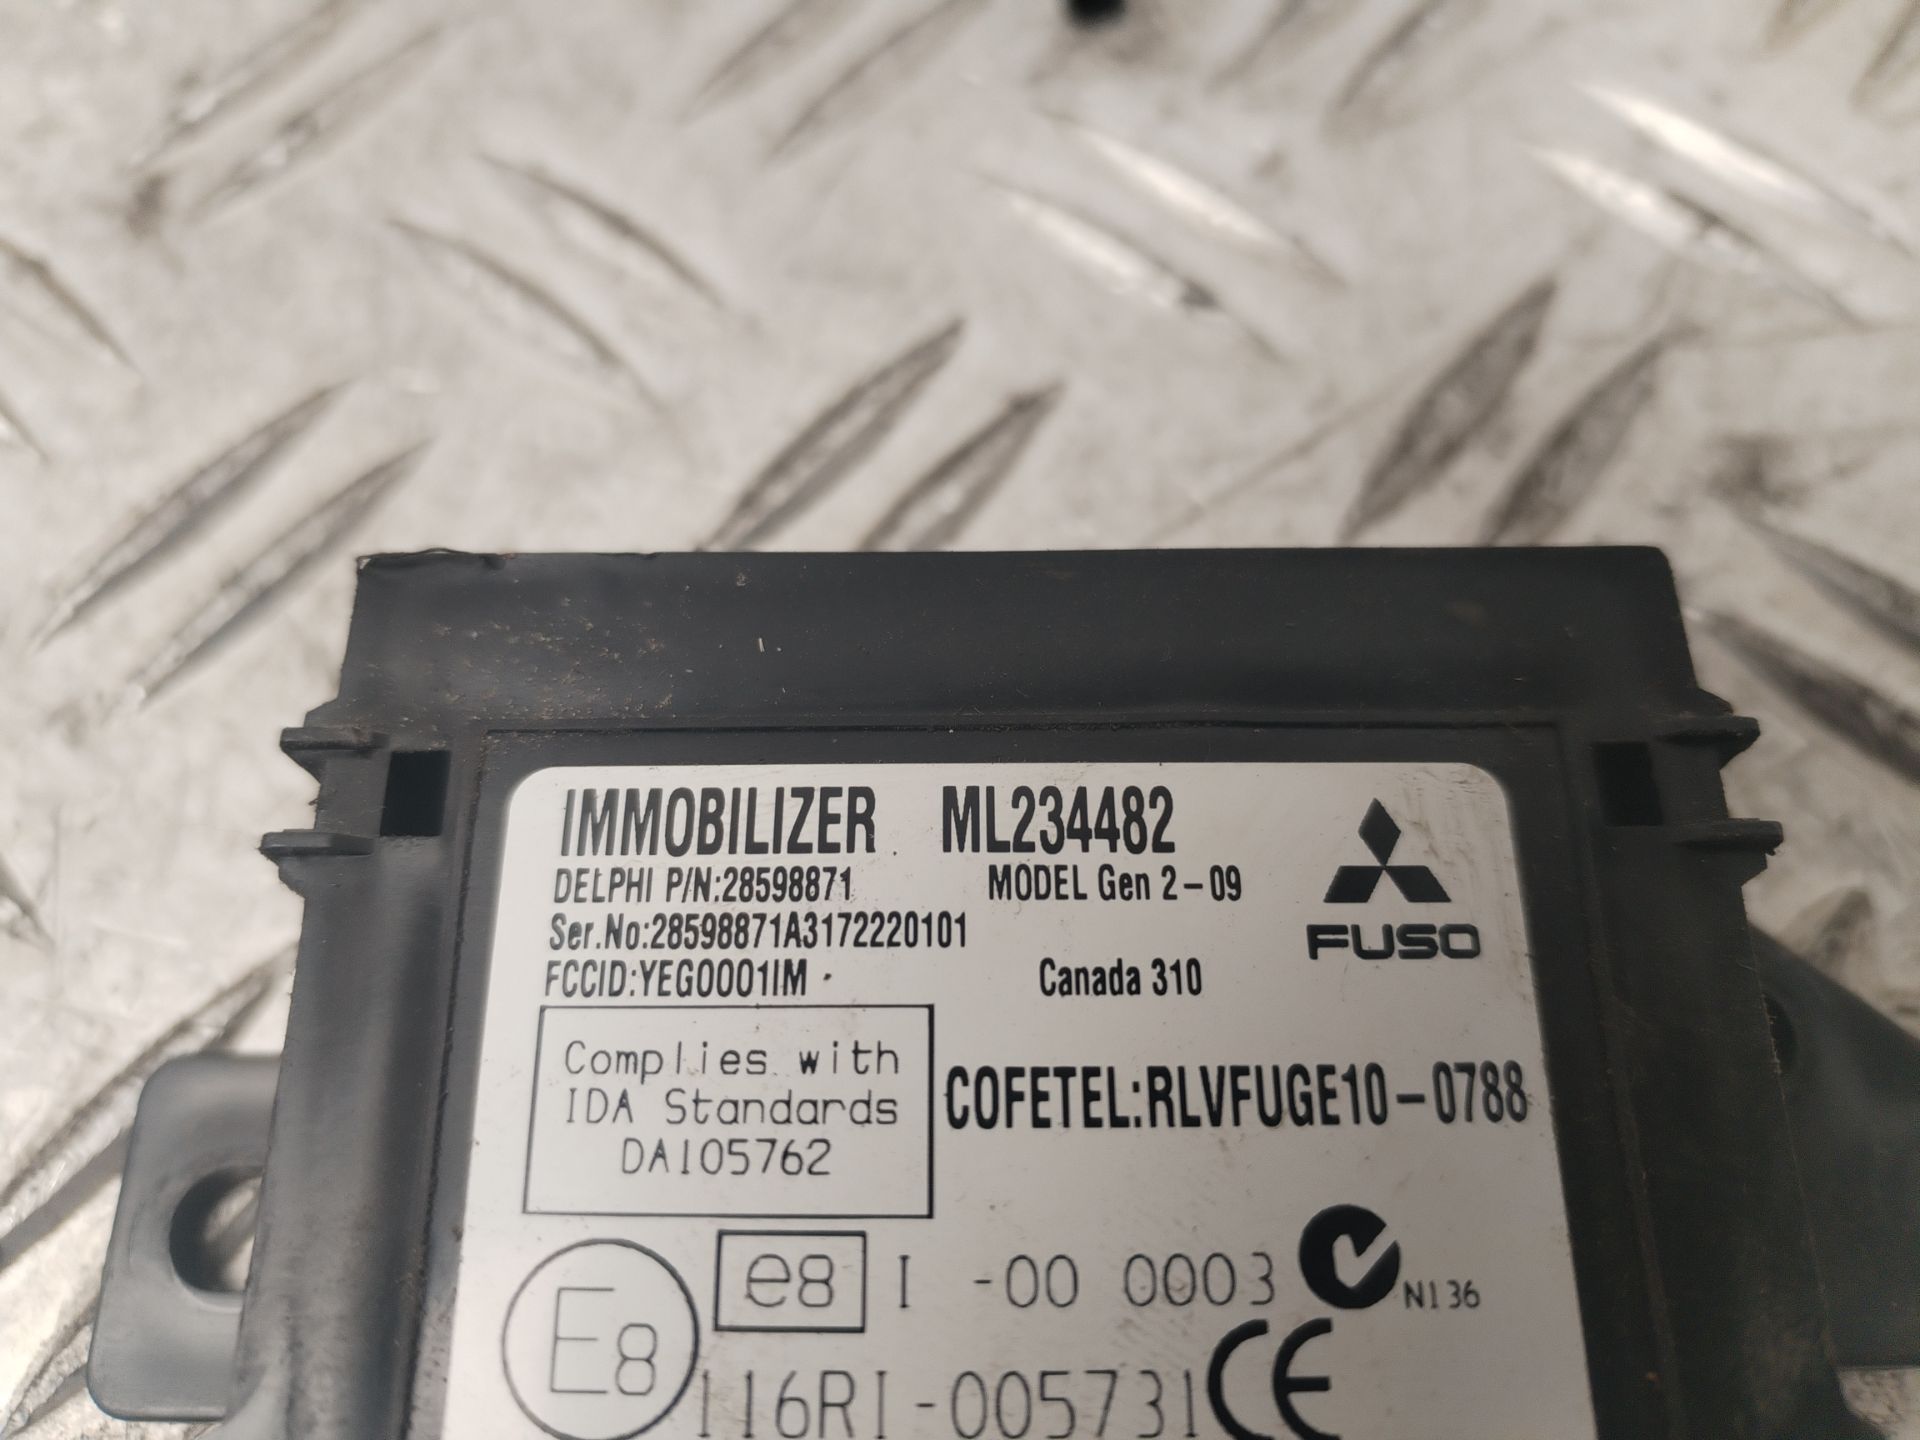 IMMOBILIZER ML234482
DELPHI P/N:28598871 MODEL Gen 2-09
Ser.No:28598871A3172220101
FUSO
FCCID:YEG0001IM Canada 310
Complies with
IDA Standards
DA105762
COFETEL:RLVFUGE10-0788
e8 I -00 0003 N136
E8
116RI-005731 CE